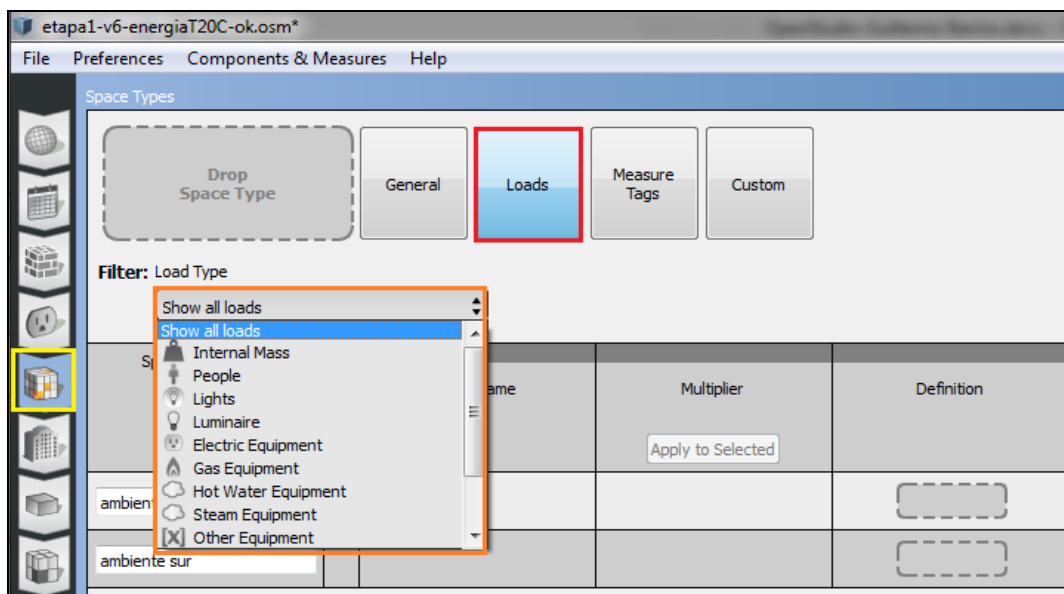 etapa1-v6-energiaT20C-ok.osm*
File Preferences Components & Measures Help
Space Types
Drop
Space Type
General
Loads
Measure
Tags
Custom
Filter: Load Type
Show all loads
Show all loads
Internal Mass
People
Lights
Luminaire
Electric Equipment
Gas Equipment
Hot Water Equipment
Steam Equipment
[X] Other Equipment
Multiplier
Definition
Apply to Selected
ambiente sur